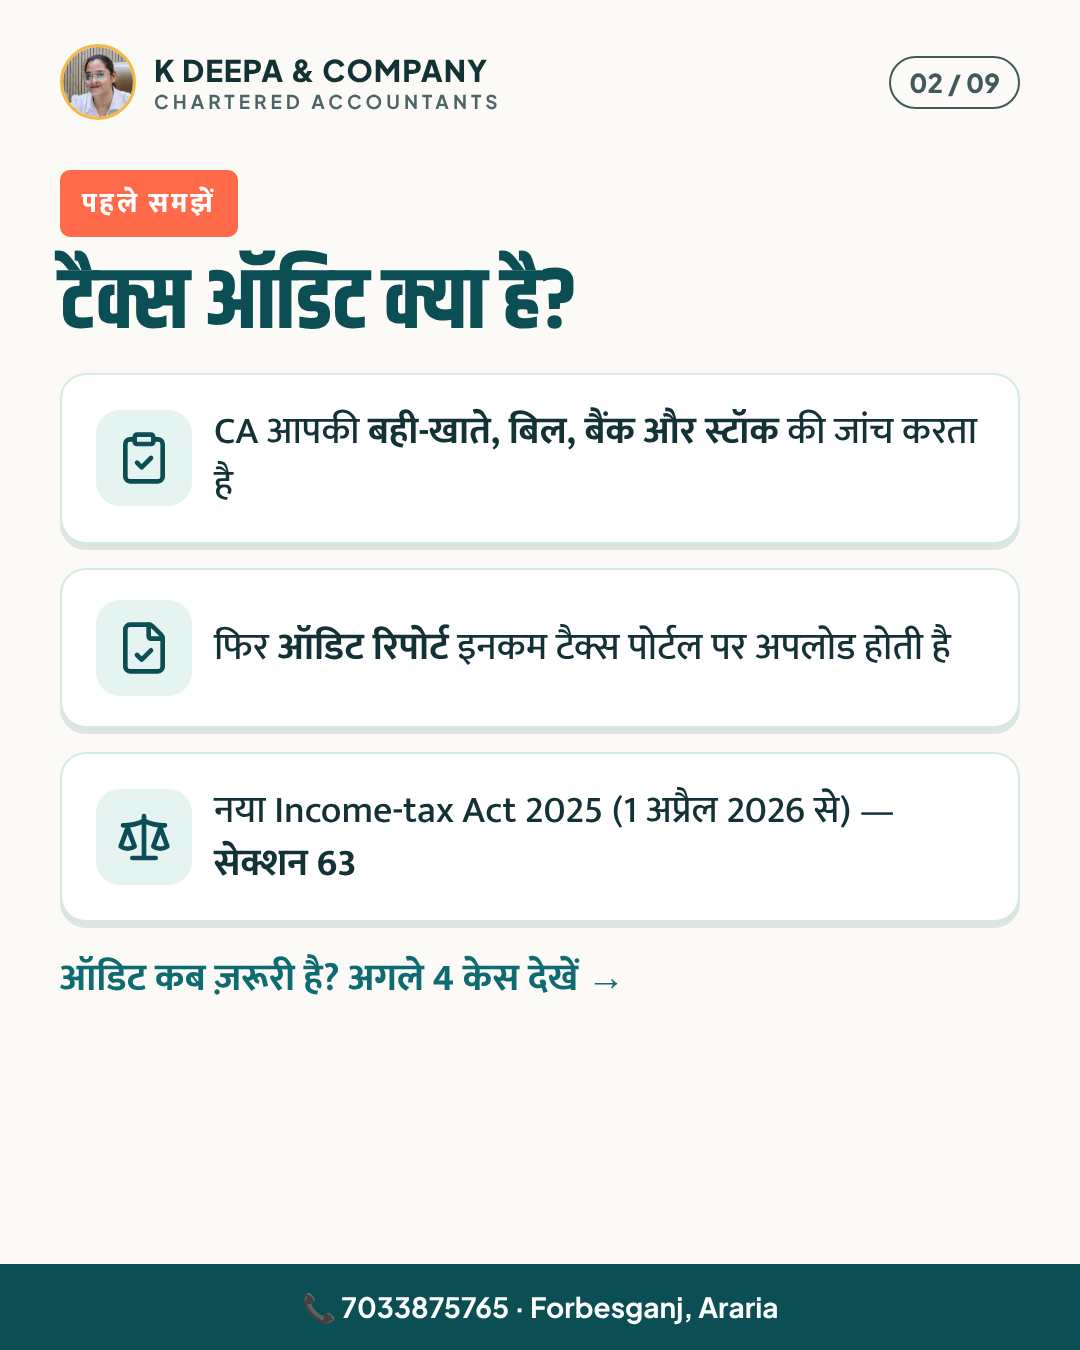 K DEEPA & COMPANY
CHARTERED ACCOUNTANTS
02 / 09
पहले समझें
टैक्स ऑडिट क्या है?
CA आपकी बही-खाते, बिल, बैंक और स्टॉक की जांच करता
है
फिर ऑडिट रिपोर्ट इनकम टैक्स पोर्टल पर अपलोड होती है
नया Income-tax Act 2025 (1 अप्रैल 2026 से) —
सेक्शन 63
ऑडिट कब ज़रूरी है? अगले 4 केस देखें →
📞 7033875765 · Forbesganj, Araria